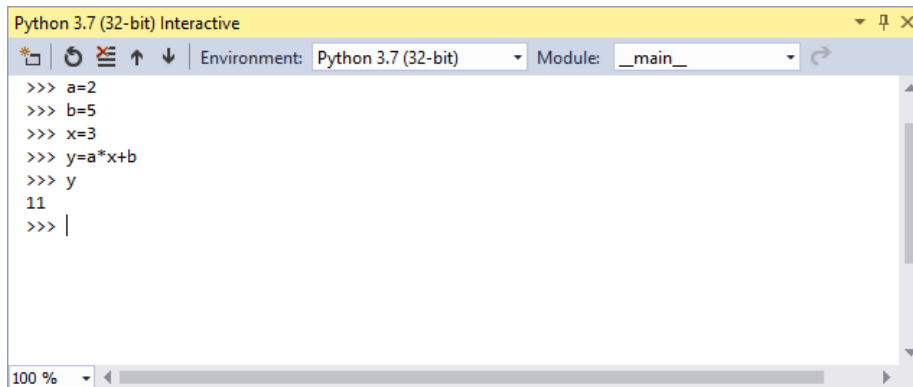 Python 3.7 (32-bit) Interactive
Environment: Python 3.7 (32-bit) Module: __main__
>>> a=2
>>> b=5
>>> x=3
>>> y=a*x+b
>>> y
11
>>>
100 %